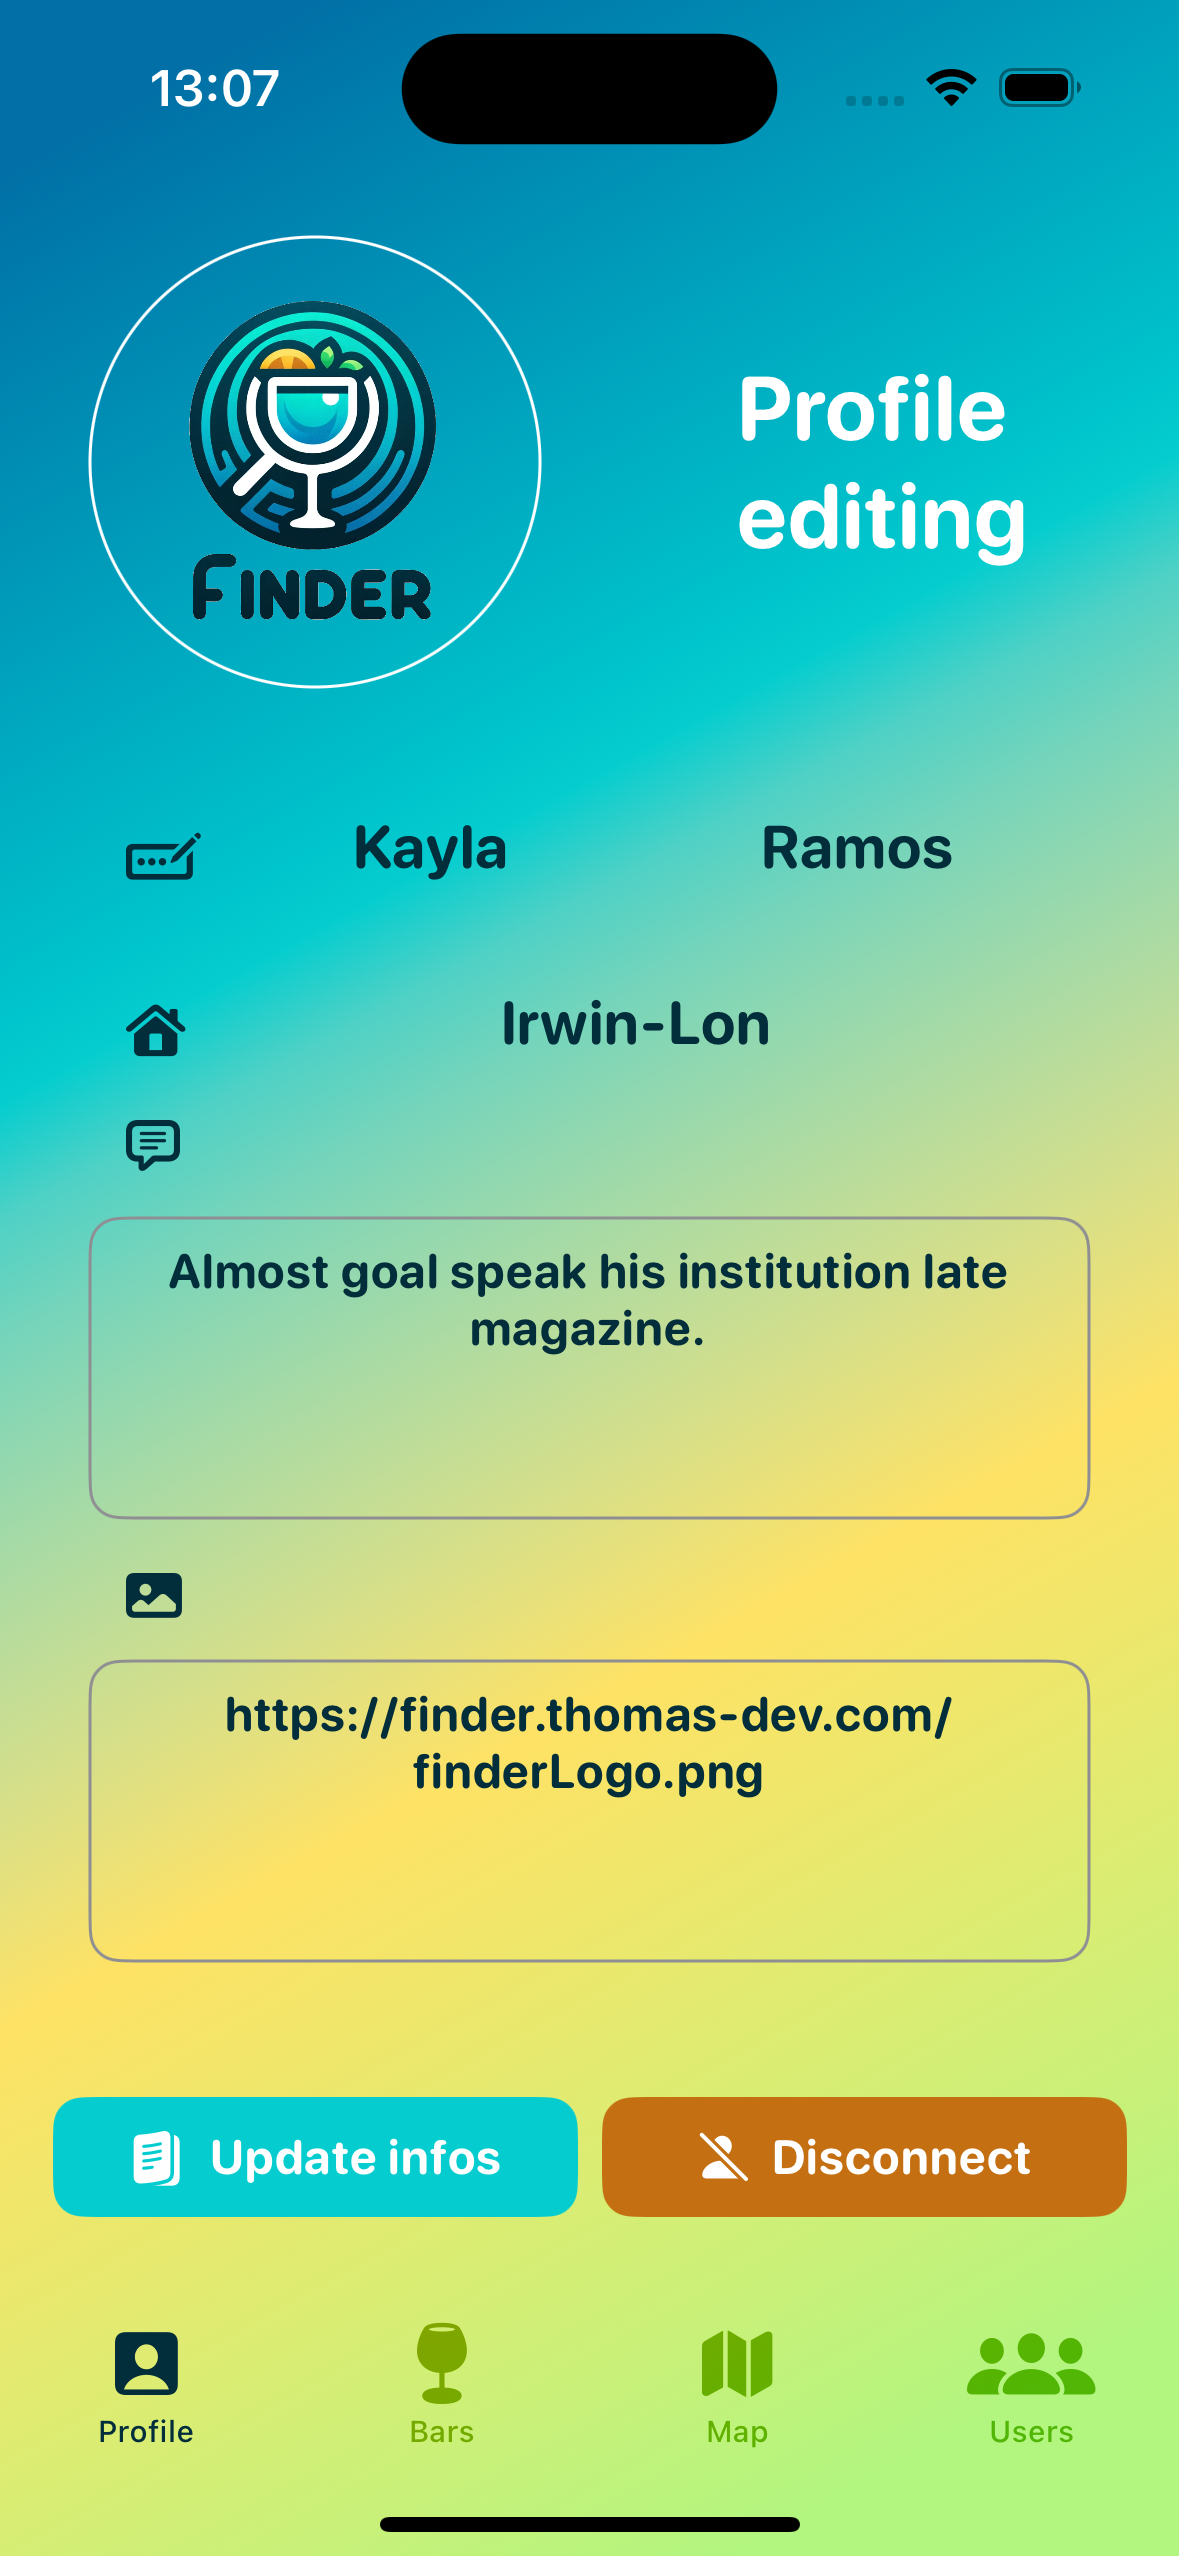 13:07
FINDER
Profile
editing
Kayla Ramos
Irwin-Lon
Almost goal speak his institution late
magazine.
https://finder.thomas-dev.com/
finderLogo.png
Update infos Disconnect
Profile Bars Map Users